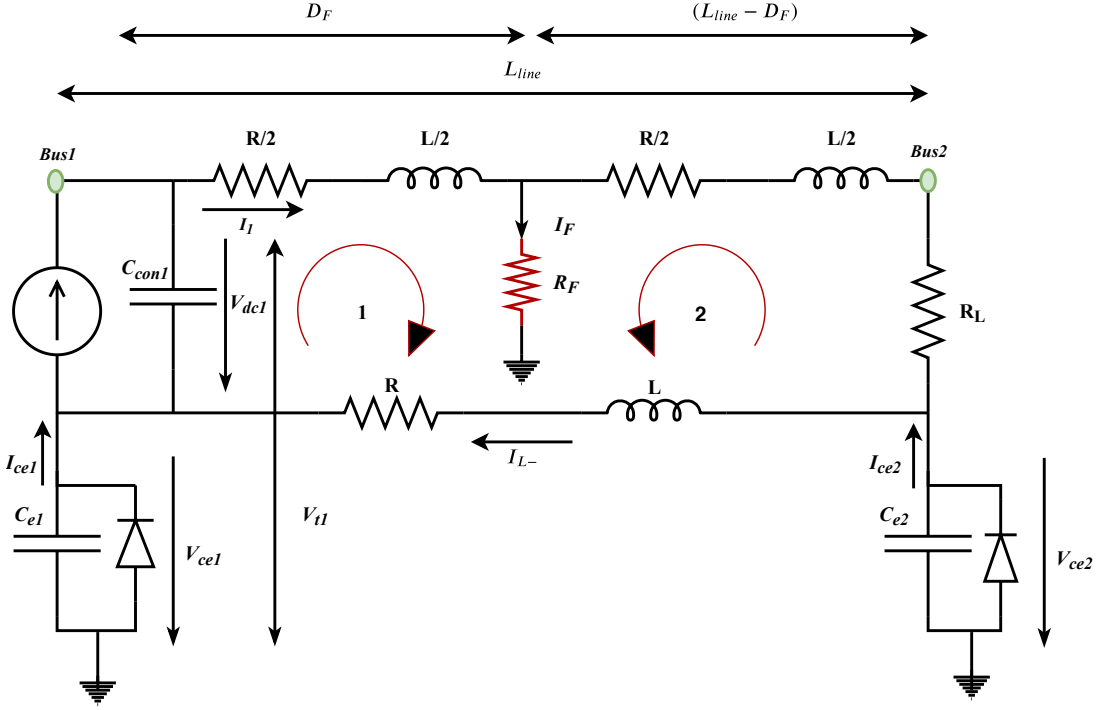 D_F
(L_line − D_F)
L_line
R/2
L/2
R/2
L/2
Bus1
Bus2
I_1
I_F
C_con1
V_dc1
1
R_F
2
R_L
R
L
I_L−
I_ce1
I_ce2
C_e1
V_t1
C_e2
V_ce1
V_ce2